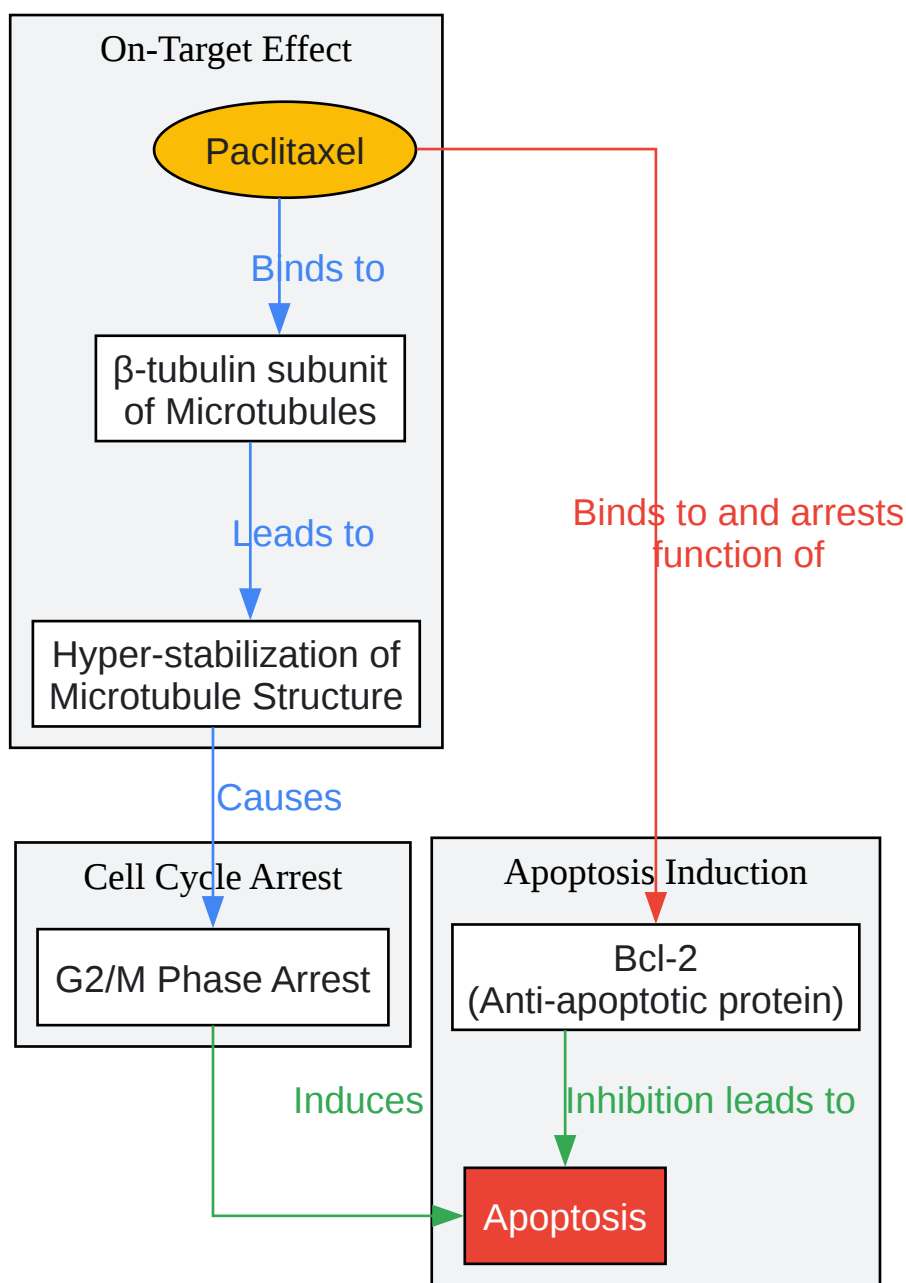 On-Target Effect
Paclitaxel
Binds to
β-tubulin subunit
of Microtubules
Leads to
Binds to and arrests
function of
Hyper-stabilization of
Microtubule Structure
Causes
Cell Cycle Arrest
Apoptosis Induction
G2/M Phase Arrest
Bcl-2
(Anti-apoptotic protein)
Induces
Inhibition leads to
Apoptosis